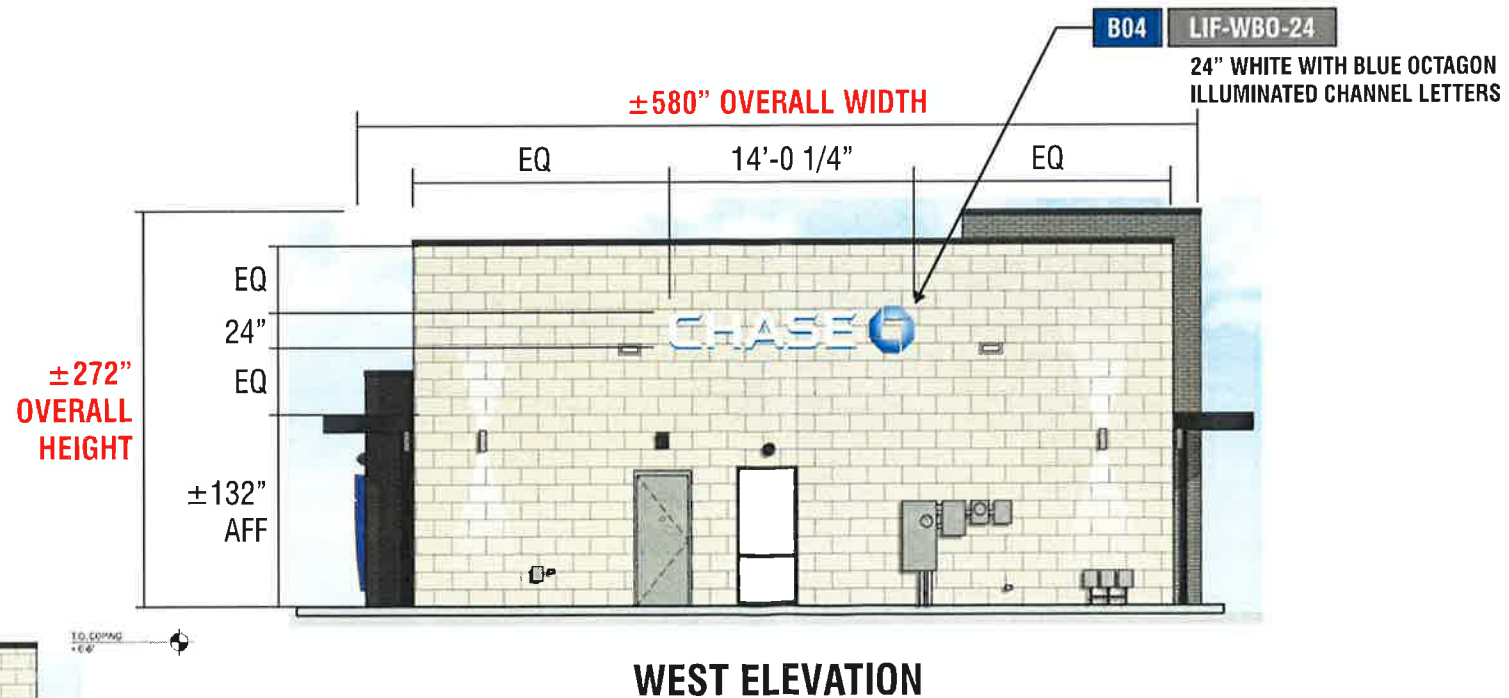 B04 LIF-WBO-24
24” WHITE WITH BLUE OCTAGON
ILLUMINATED CHANNEL LETTERS
±580” OVERALL WIDTH
EQ 14’-0 1/4” EQ
EQ
24”
EQ
±272”
OVERALL
HEIGHT
±132”
AFF
CHASE
T.O. COPING
WEST ELEVATION